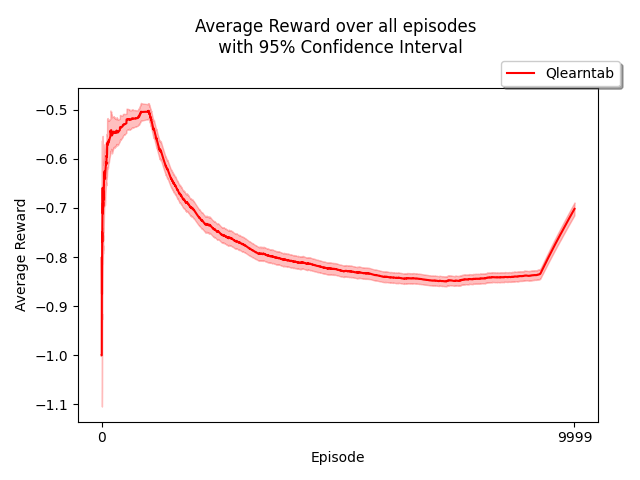 Average Reward over all episodes
with 95% Confidence Interval
Qlearntab
−0.5
−0.6
−0.7
−0.8
−0.9
−1.0
−1.1
Average Reward
0
9999
Episode